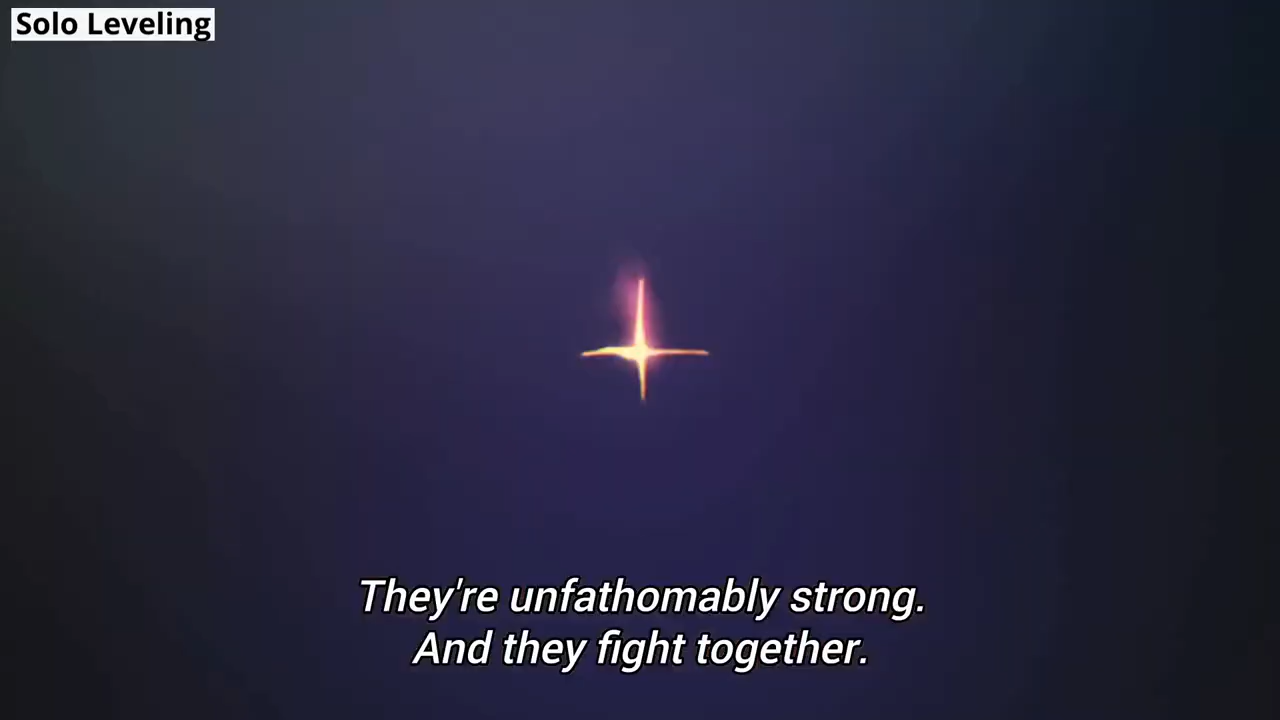 Solo Leveling
They're unfathomably strong.
And they fight together.